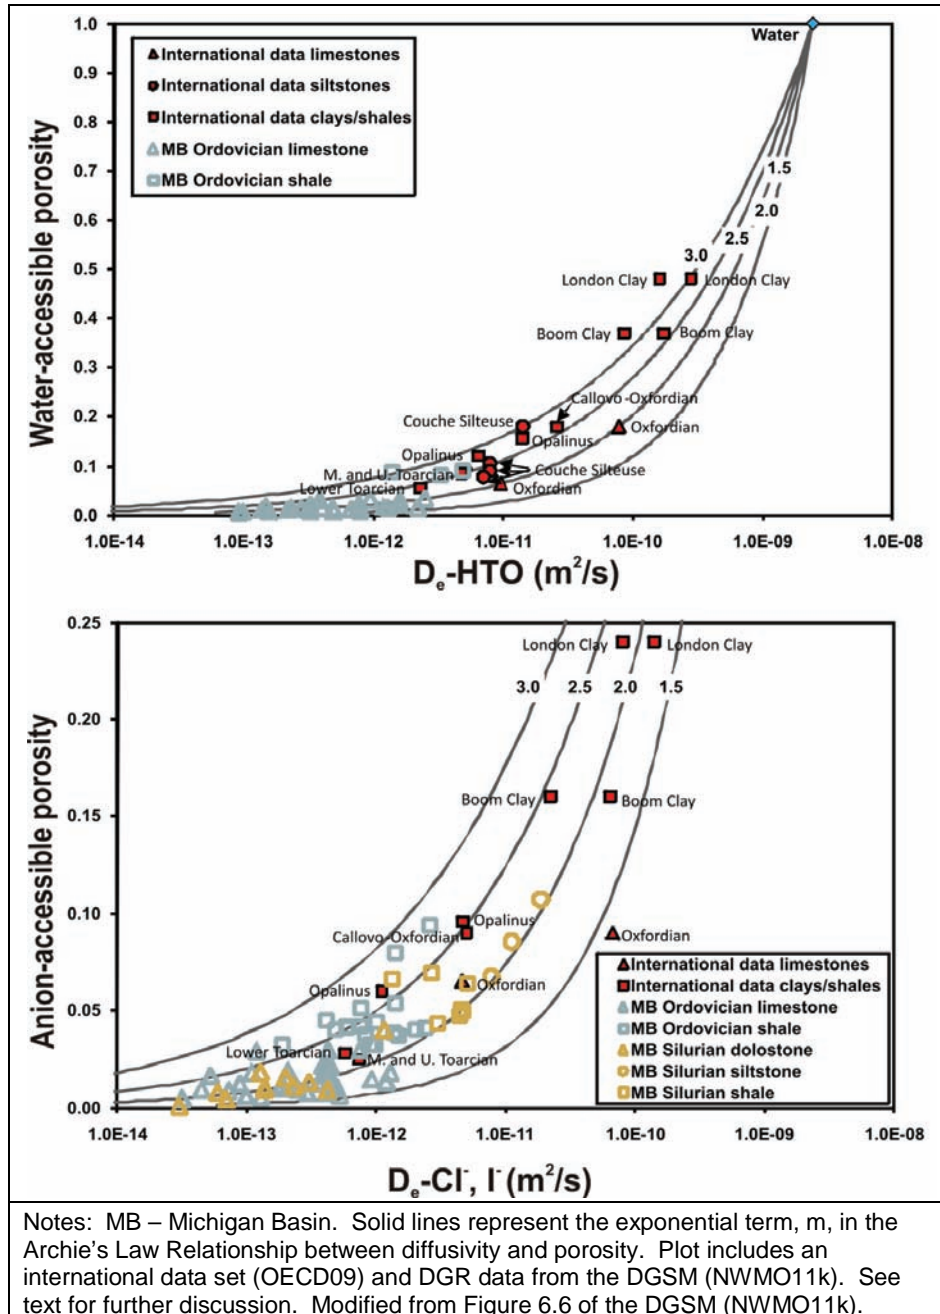 1.0
0.9
0.8
0.7
0.6
0.5
0.4
0.3
0.2
0.1
0.0
Water-accessible porosity
International data limestones
International data siltstones
International data clays/shales
MB Ordovician limestone
MB Ordovician shale
Water
1.5
2.0
2.5
3.0
London Clay
London Clay
Boom Clay
Boom Clay
Callovo-Oxfordian
Couche Silteuse
Oxfordian
Opalinus
Opalinus
Couche Silteuse
M. and U. Toarcian
Lower Toarcian
Oxfordian
1.0E-14 1.0E-13 1.0E-12 1.0E-11 1.0E-10 1.0E-09 1.0E-08
De-HTO (m²/s)
0.25
0.20
0.15
0.10
0.05
0.00
Anion-accessible porosity
London Clay
London Clay
3.0 2.5 2.0 1.5
Boom Clay
Boom Clay
Opalinus
Callovo-Oxfordian
Oxfordian
Oxfordian
Opalinus
Lower Toarcian
M. and U. Toarcian
International data limestones
International data clays/shales
MB Ordovician limestone
MB Ordovician shale
MB Silurian dolostone
MB Silurian siltstone
MB Silurian shale
1.0E-14 1.0E-13 1.0E-12 1.0E-11 1.0E-10 1.0E-09 1.0E-08
De-Cl⁻, I⁻ (m²/s)
Notes: MB – Michigan Basin. Solid lines represent the exponential term, m, in the
Archie's Law Relationship between diffusivity and porosity. Plot includes an
international data set (OECD09) and DGR data from the DGSM (NWMO11k). See
text for further discussion. Modified from Figure 6.6 of the DGSM (NWMO11k).